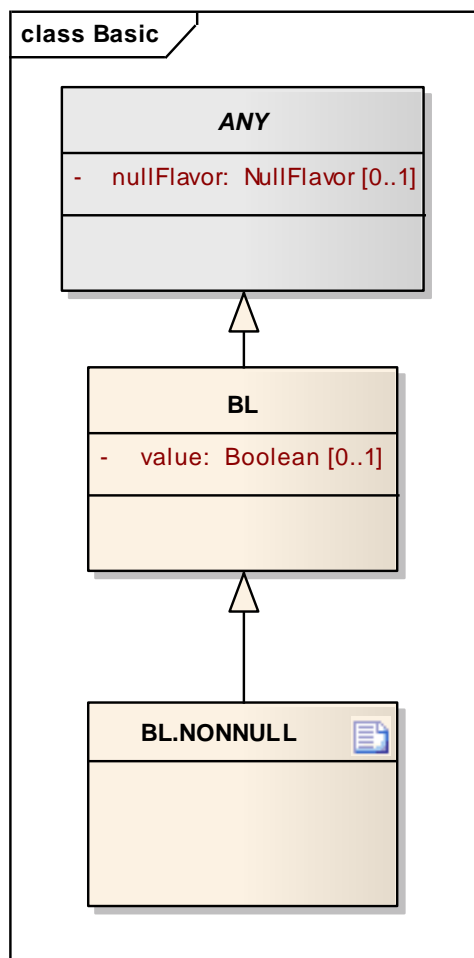 class Basic
ANY
- nullFlavor: NullFlavor [0..1]
BL
- value: Boolean [0..1]
BL.NONNULL